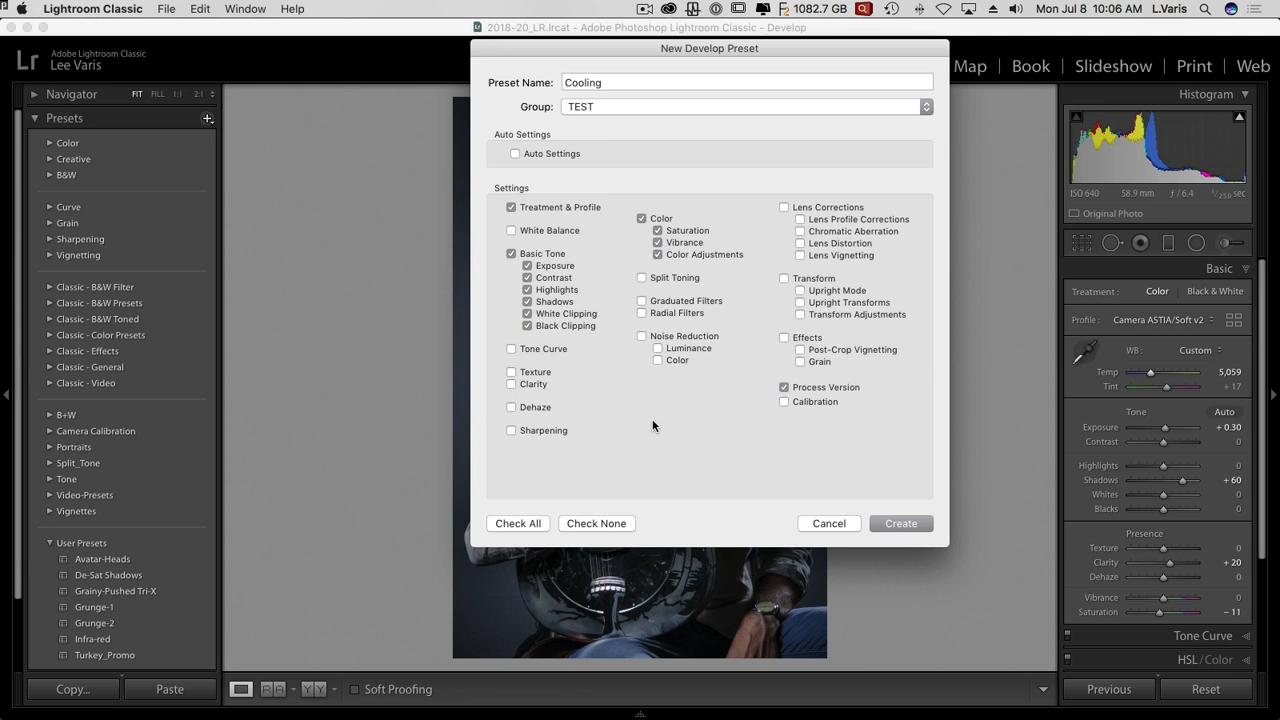 Lightroom Classic File Edit Window Help 1082.7 GB Mon Jul 8 10:06 AM L.Varis
2018-20_LR.lrcat - Adobe Photoshop Lightroom Classic - Develop
Lr Adobe Lightroom Classic
Lee Varis
Map | Book | Slideshow | Print | Web
Navigator FIT FILL 1:1 2:1
Presets +
Color
Creative
B&W
Curve
Grain
Sharpening
Vignetting
Classic - B&W Filter
Classic - B&W Presets
Classic - B&W Toned
Classic - Color Presets
Classic - Effects
Classic - General
Classic - Video
B+W
Camera Calibration
Portraits
Split_Tone
Tone
Video-Presets
Vignettes
User Presets
Avatar-Heads
De-Sat Shadows
Grainy-Pushed Tri-X
Grunge-1
Grunge-2
Infra-red
Turkey_Promo
Copy... Paste
New Develop Preset
Preset Name: Cooling
Group: TEST
Auto Settings
Auto Settings
Settings
Treatment & Profile
White Balance
Basic Tone
Exposure
Contrast
Highlights
Shadows
White Clipping
Black Clipping
Tone Curve
Texture
Clarity
Dehaze
Sharpening
Color
Saturation
Vibrance
Color Adjustments
Split Toning
Graduated Filters
Radial Filters
Noise Reduction
Luminance
Color
Lens Corrections
Lens Profile Corrections
Chromatic Aberration
Lens Distortion
Lens Vignetting
Transform
Upright Mode
Upright Transforms
Transform Adjustments
Effects
Post-Crop Vignetting
Grain
Process Version
Calibration
Check All Check None Cancel Create
Soft Proofing
Histogram
ISO 640 58.9 mm ƒ / 6.4 1/250 sec
Original Photo
Basic
Treatment: Color Black & White
Profile: Camera ASTIA/Soft v2
WB: Custom
Temp 5,059
Tint + 17
Tone Auto
Exposure + 0.30
Contrast 0
Highlights 0
Shadows + 60
Whites 0
Blacks 0
Presence
Texture 0
Clarity + 20
Dehaze 0
Vibrance 0
Saturation − 11
Tone Curve
HSL / Color
Previous Reset